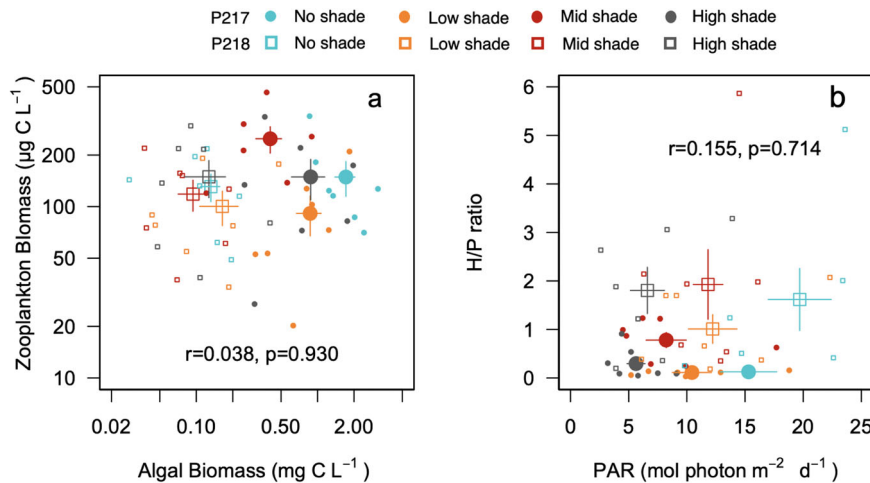 P217 No shade Low shade Mid shade High shade
P218 No shade Low shade Mid shade High shade
a
Zooplankton Biomass (µg C L⁻¹)
500
200
100
50
20
10
r=0.038, p=0.930
0.02 0.10 0.50 2.00
Algal Biomass (mg C L⁻¹)
b
H/P ratio
6
5
4
3
2
1
0
r=0.155, p=0.714
0 5 10 15 20 25
PAR (mol photon m⁻² d⁻¹)